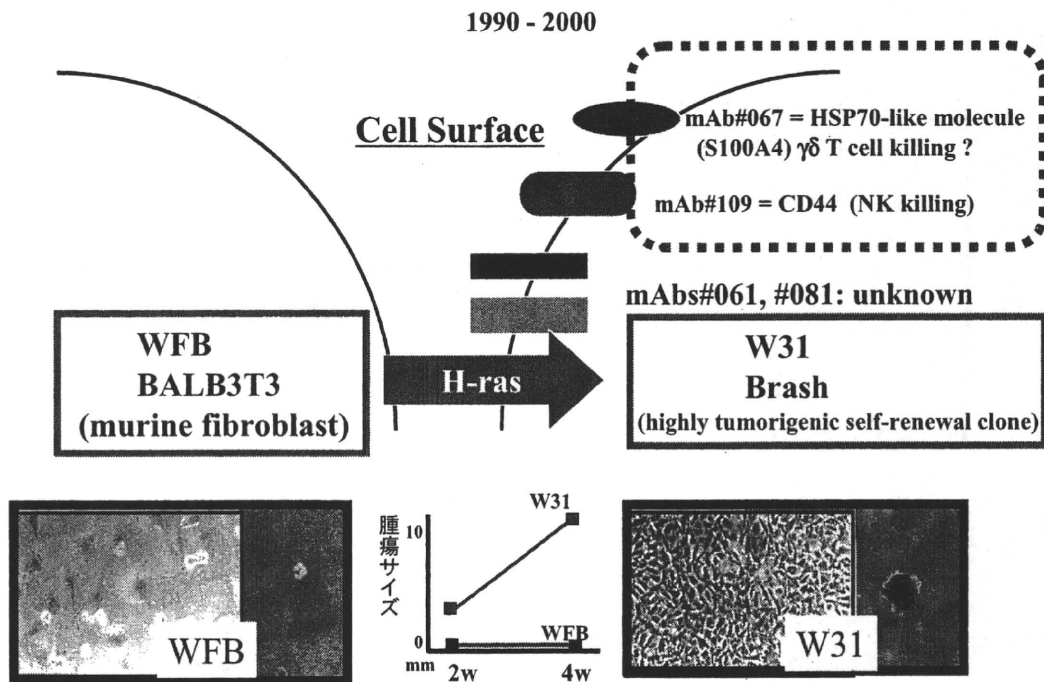 1990 - 2000
Cell Surface
mAb#067 = HSP70-like molecule
(S100A4) γδ T cell killing ?
mAb#109 = CD44 (NK killing)
mAbs#061, #081: unknown
WFB
BALB3T3
(murine fibroblast)
H-ras
W31
Brash
(highly tumorigenic self-renewal clone)
WFB
腫瘍サイズ
10
0
mm
2w
4w
W31
WFB
W31